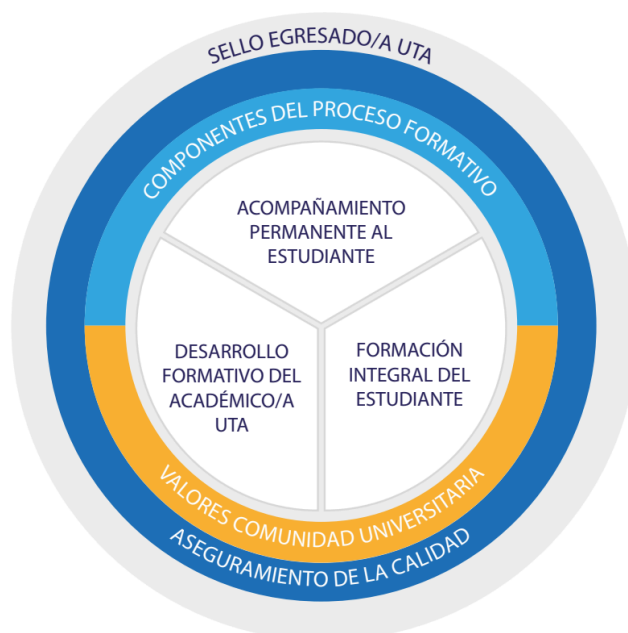 SELLO EGRESADO/A UTA
COMPONENTES DEL PROCESO FORMATIVO
ACOMPAÑAMIENTO
PERMANENTE AL
ESTUDIANTE
DESARROLLO
FORMATIVO DEL
ACADÉMICO/A
UTA
FORMACIÓN
INTEGRAL DEL
ESTUDIANTE
VALORES COMUNIDAD UNIVERSITARIA
ASEGURAMIENTO DE LA CALIDAD